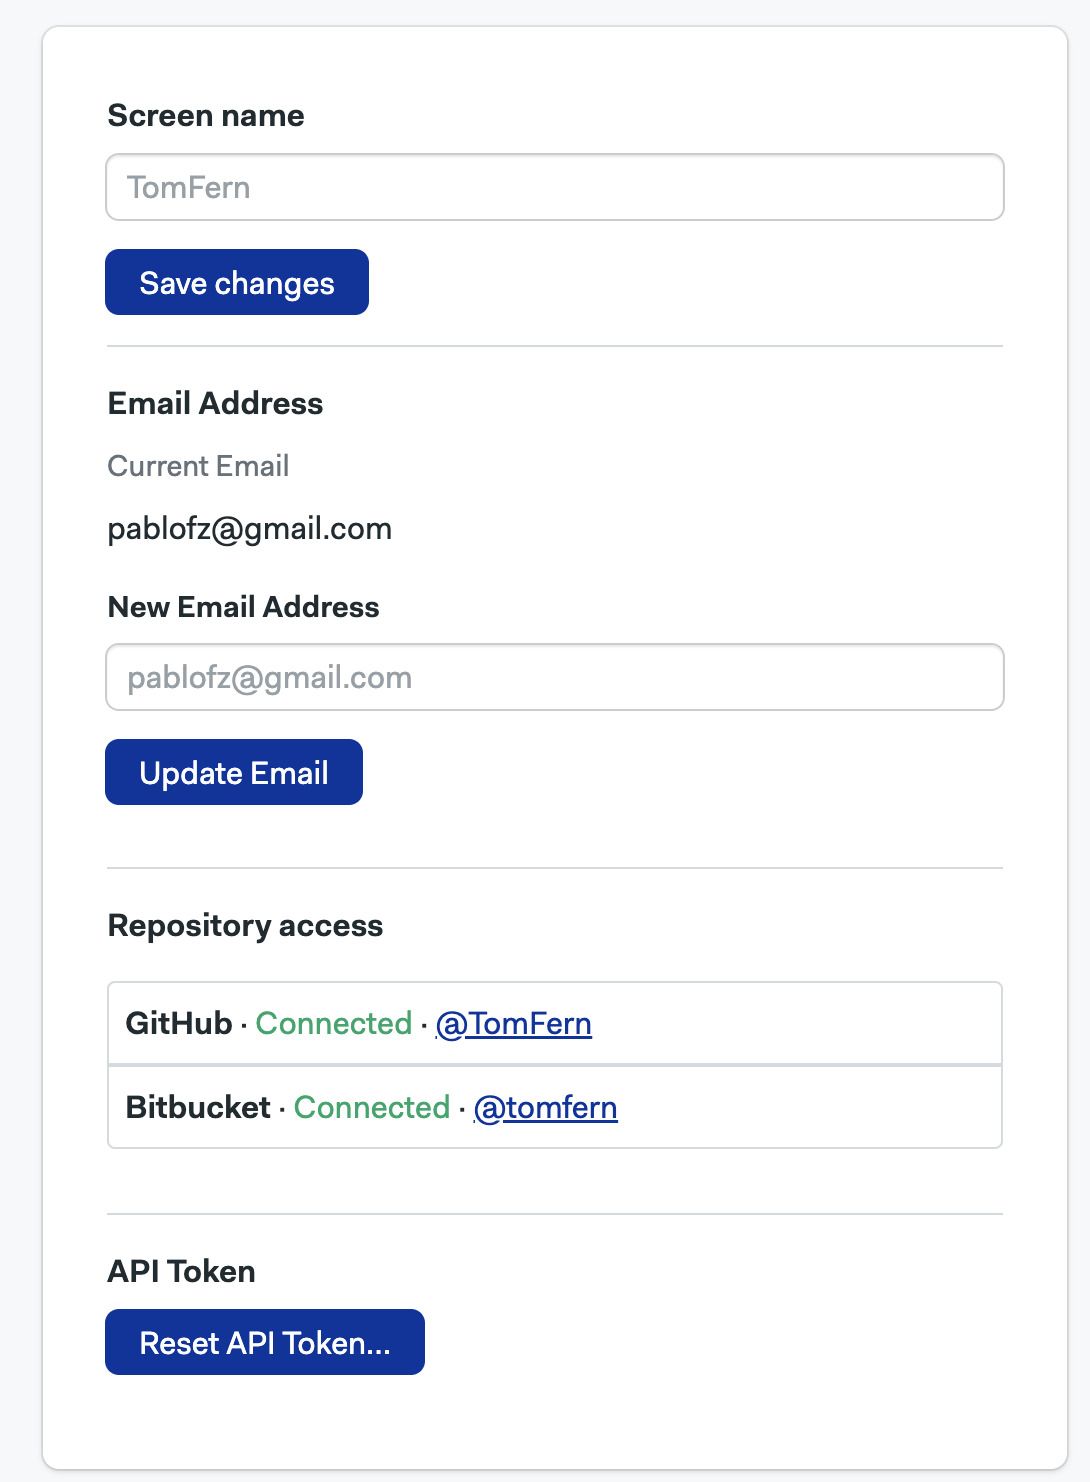 Screen name
TomFern
Save changes
Email Address
Current Email
pablofz@gmail.com
New Email Address
pablofz@gmail.com
Update Email
Repository access
GitHub · Connected · @TomFern
Bitbucket · Connected · @tomfern
API Token
Reset API Token...